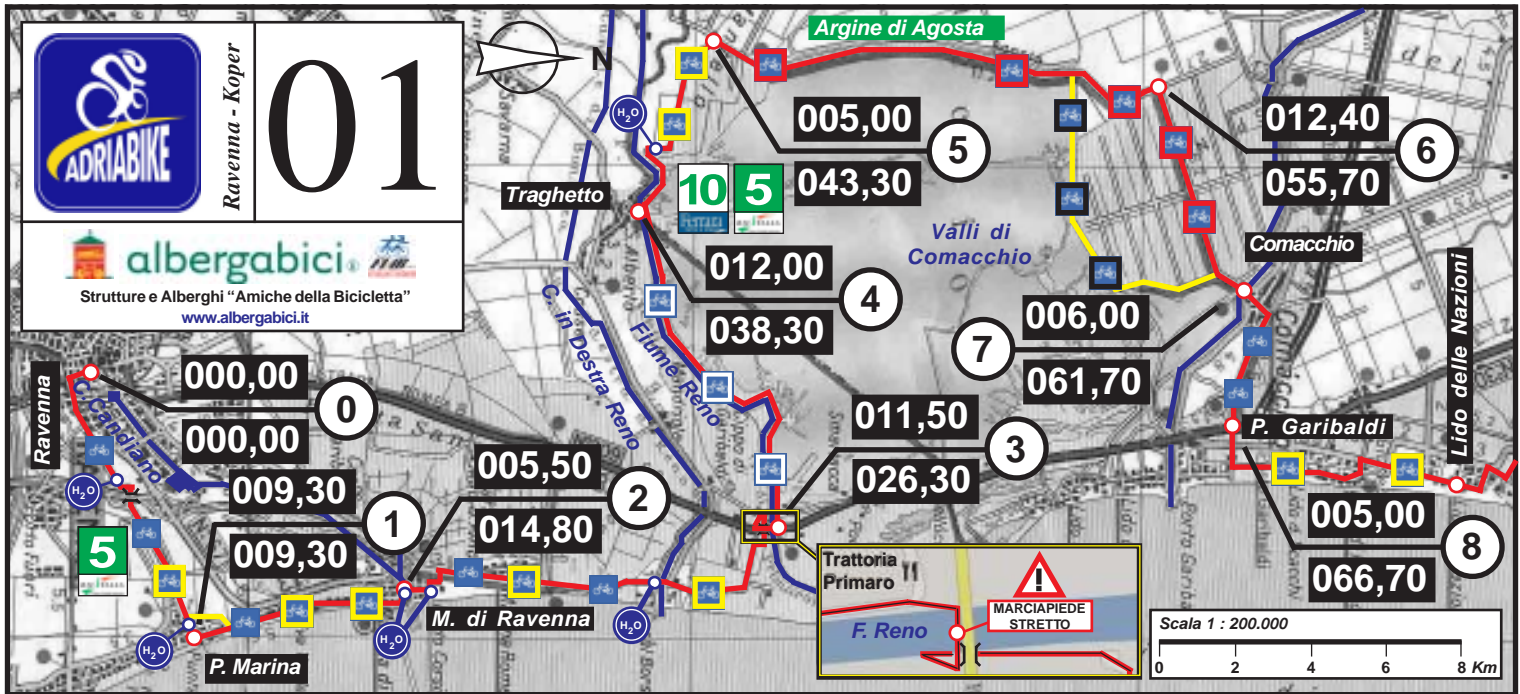 ADRIABIKE
Ravenna - Koper
01
albergabici
Strutture e Alberghi “Amiche della Bicicletta”
www.albergabici.it
N
Argine di Agosta
H₂O
Traghetto
10
5
005,00
5
043,30
012,40
6
055,70
Valli di
Comacchio
Comacchio
012,00
4
038,30
006,00
7
061,70
C. in Destra Reno
Fiume Reno
Ravenna
C. Candiano
000,00
0
000,00
H₂O
5
009,30
1
009,30
005,50
2
014,80
011,50
3
026,30
P. Garibaldi
Lido delle Nazioni
005,00
8
066,70
H₂O
P. Marina
H₂O
M. di Ravenna
H₂O
Trattoria
Primaro
!
MARCIAPIEDE
STRETTO
F. Reno
Scala 1 : 200.000
0 2 4 6 8 Km